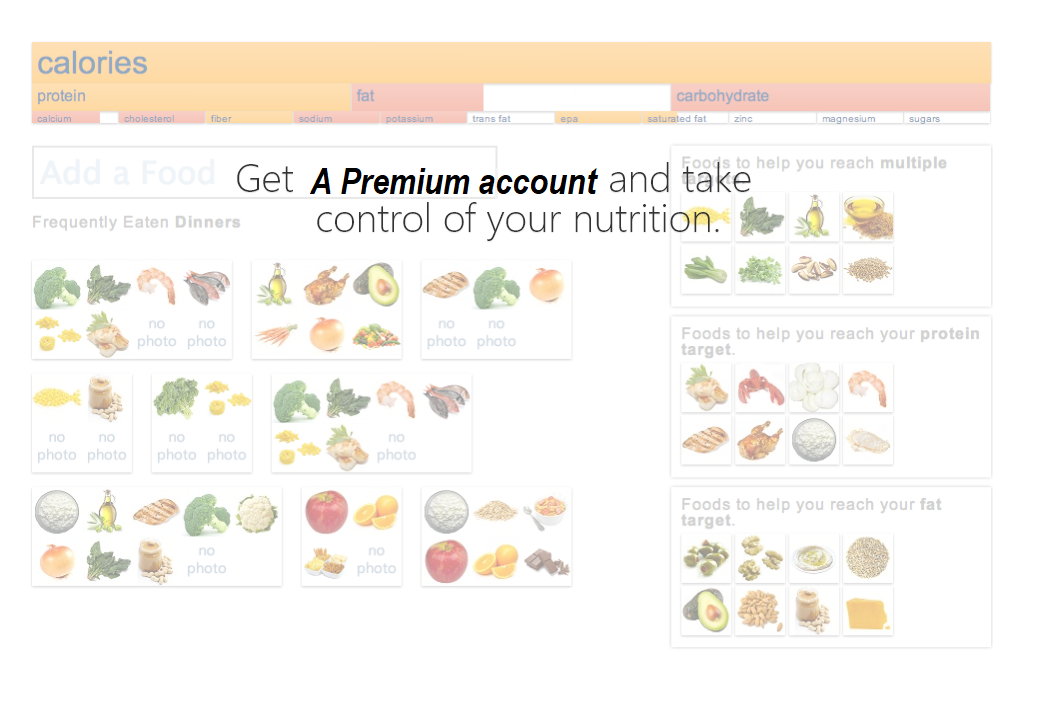 calories
protein fat carbohydrate
calcium cholesterol fiber sodium potassium trans fat epa saturated fat zinc magnesium sugars
Add a Food
Get A Premium account and take
control of your nutrition.
Frequently Eaten Dinners
no photo
no photo
no photo
no photo
no photo
no photo
no photo
no photo
no photo
no photo
no photo
Foods to help you reach multiple
Foods to help you reach your protein
target.
Foods to help you reach your fat
target.